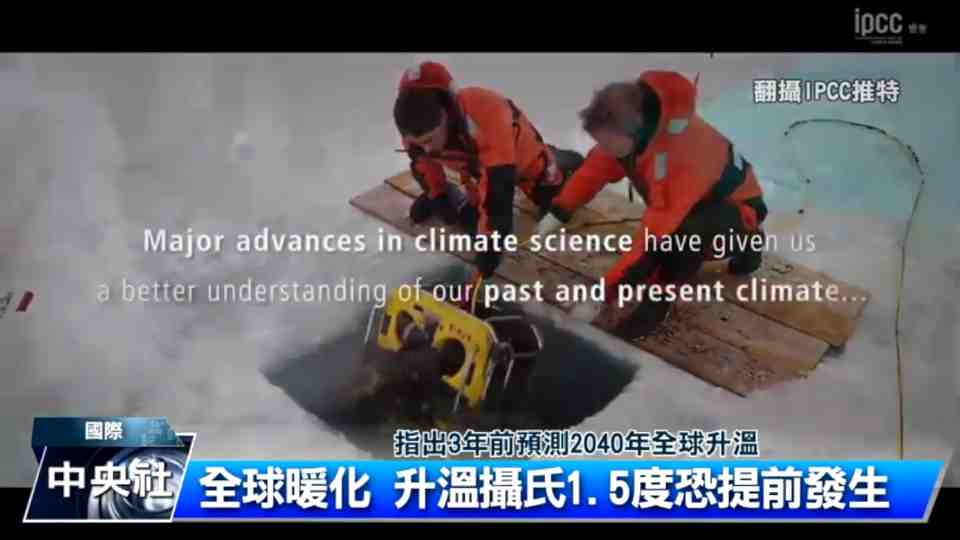 ipcc
翻攝IPCC推特
Major advances in climate science have given us
a better understanding of our past and present climate...
指出3年前預測2040年全球升溫
國際
中央社
全球暖化 升溫攝氏1.5度恐提前發生